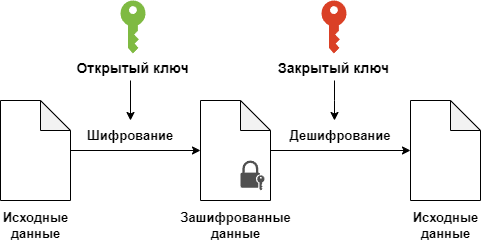 Открытый ключ
Закрытый ключ
Шифрование
Дешифрование
Исходные
данные
Зашифрованные
данные
Исходные
данные